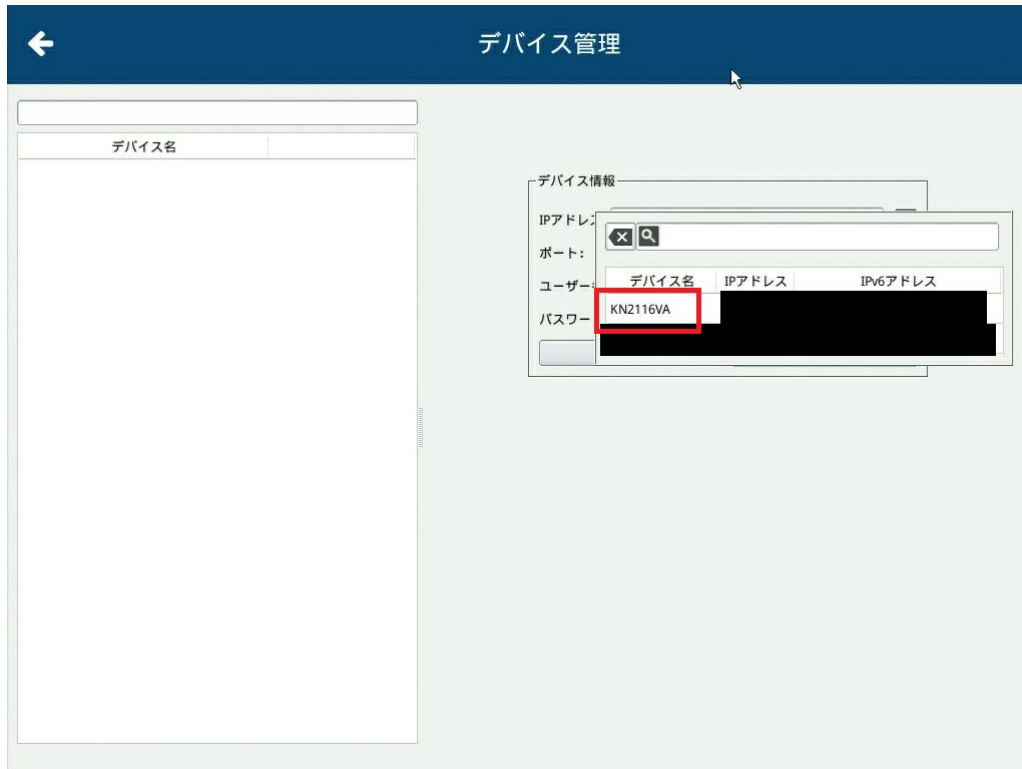 デバイス管理
デバイス名
デバイス情報
IPアドレ
ポート:
ユーザー
パスワー
デバイス名 IPアドレス IPv6アドレス
KN2116VA